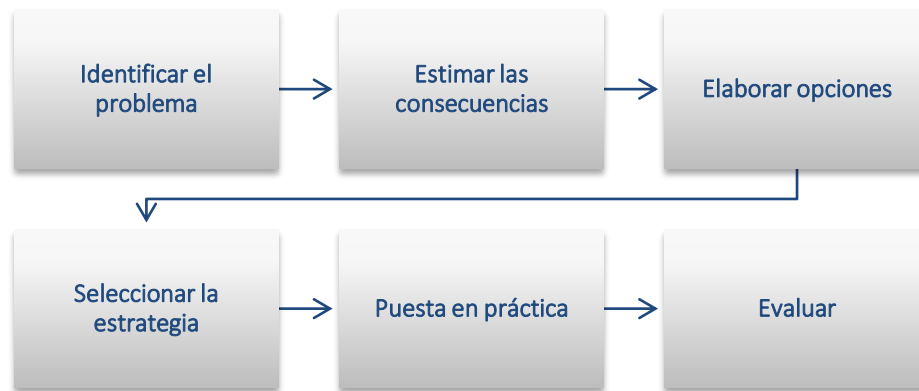 Identificar el
problema
Estimar las
consecuencias
Elaborar opciones
Seleccionar la
estrategia
Puesta en práctica
Evaluar